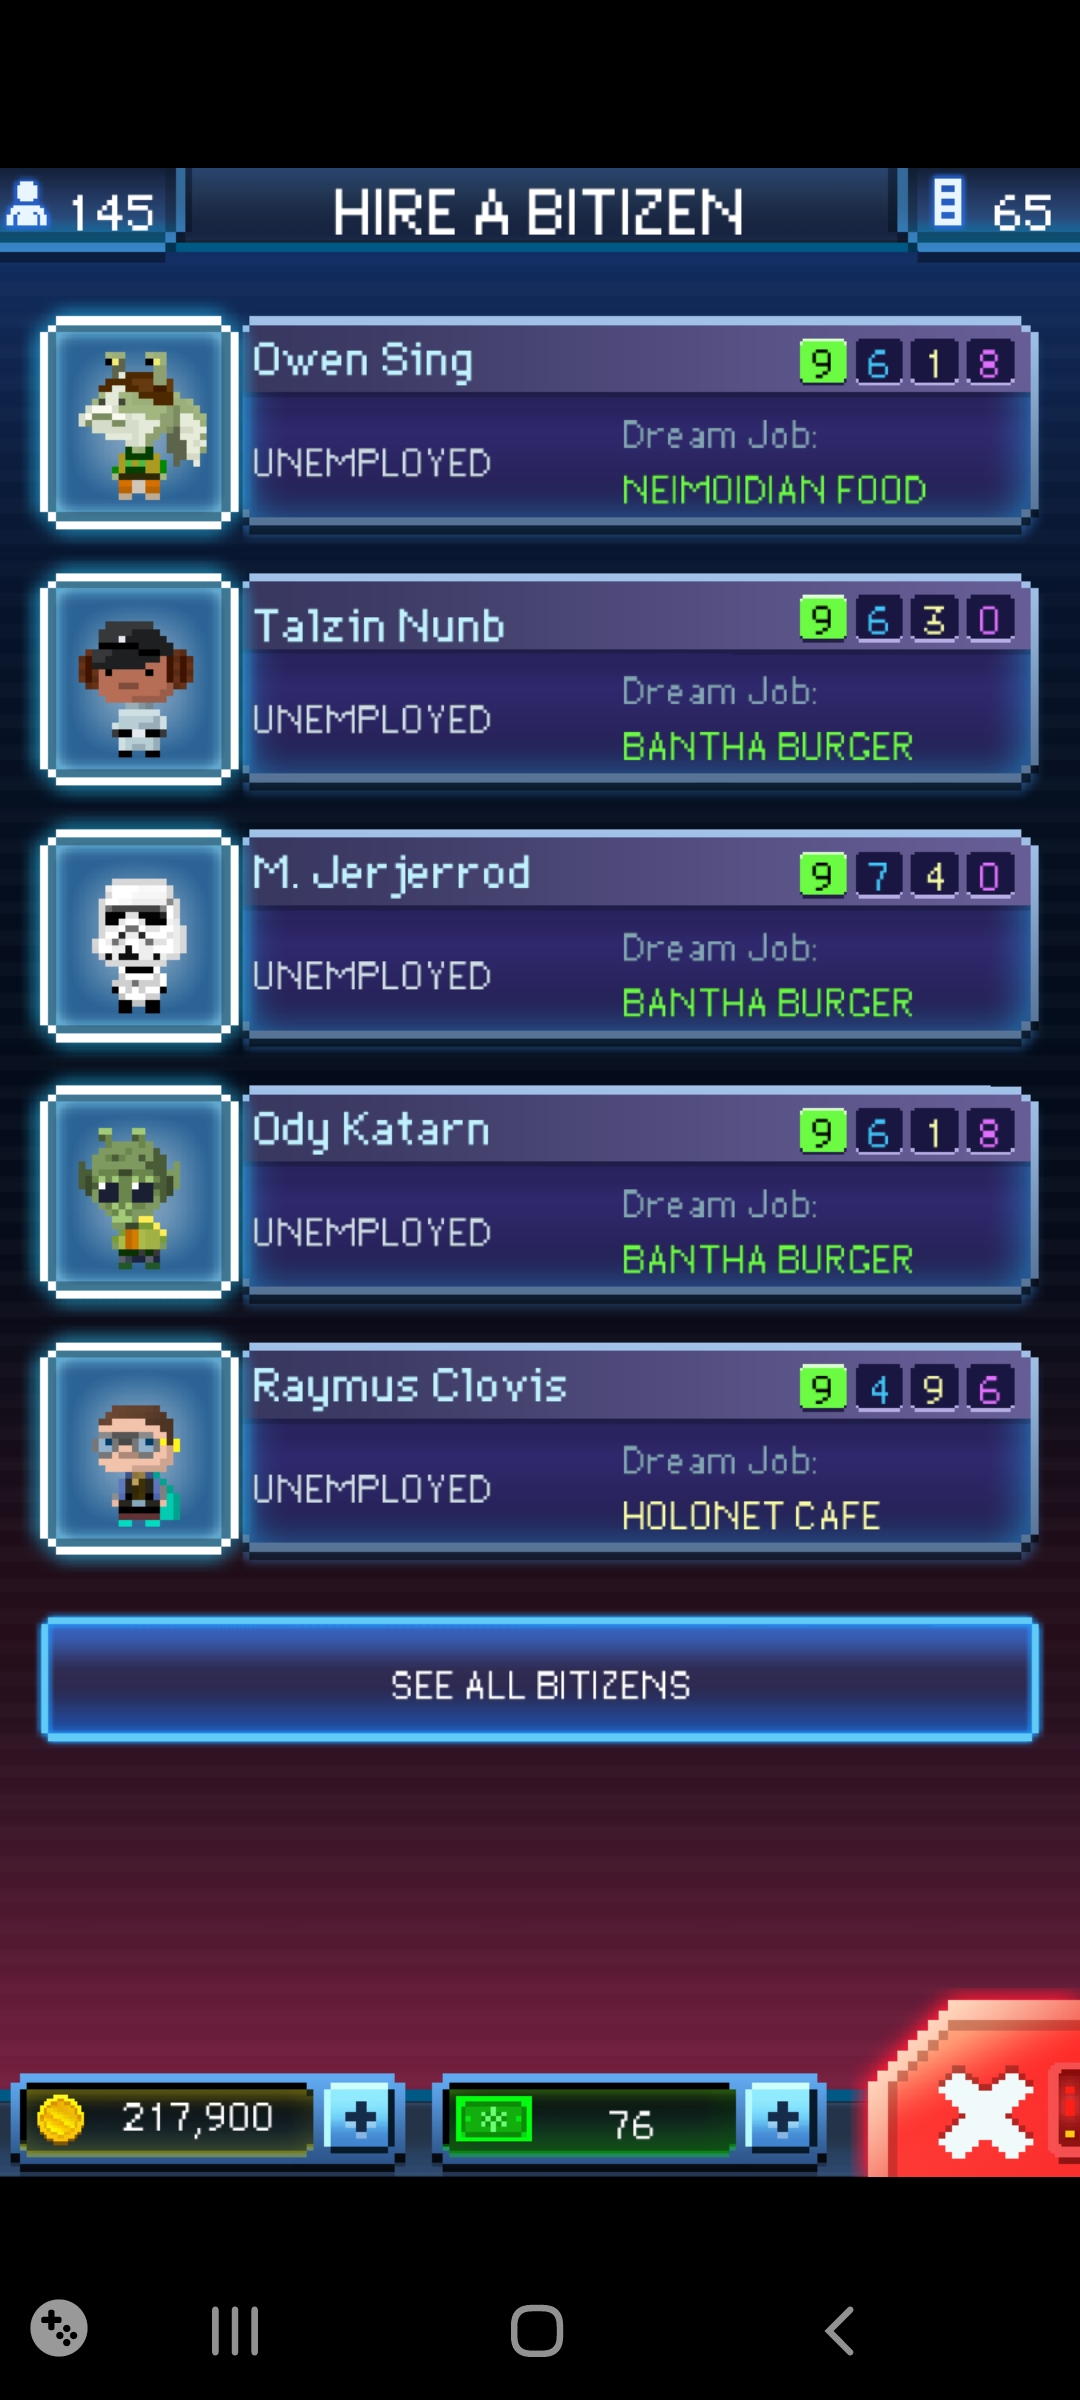 145 HIRE A BITIZEN 65
Owen Sing 9 6 1 8
UNEMPLOYED
Dream Job:
NEIMOIDIAN FOOD
Talzin Nunb 9 6 3 0
UNEMPLOYED
Dream Job:
BANTHA BURGER
M. Jerjerrod 9 7 4 0
UNEMPLOYED
Dream Job:
BANTHA BURGER
Ody Katarn 9 6 1 8
UNEMPLOYED
Dream Job:
BANTHA BURGER
Raymus Clovis 9 4 9 6
UNEMPLOYED
Dream Job:
HOLONET CAFE
SEE ALL BITIZENS
217,900 + 76 +